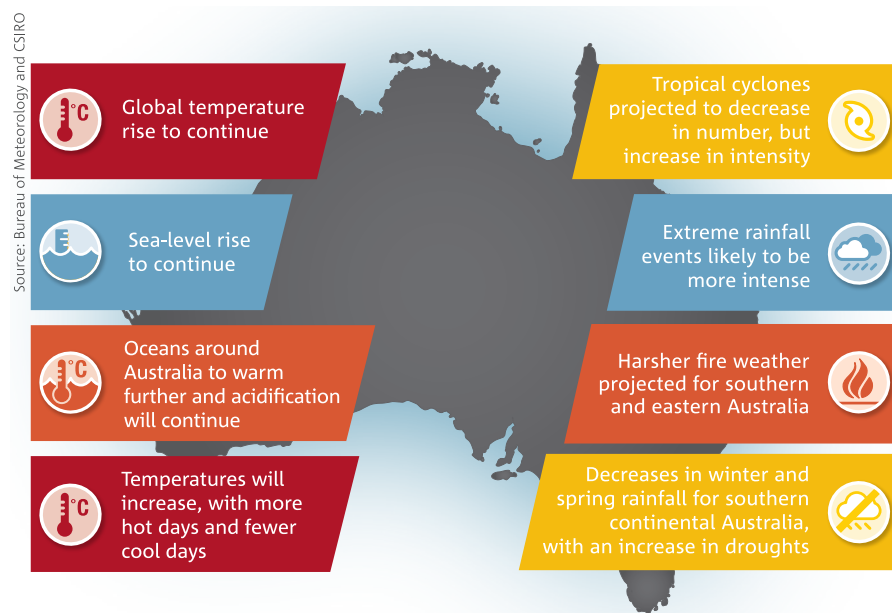 Source: Bureau of Meteorology and CSIRO
°C
Global temperature
rise to continue
Sea-level rise
to continue
°C
Oceans around
Australia to warm
further and acidification
will continue
°C
Temperatures will
increase, with more
hot days and fewer
cool days
Tropical cyclones
projected to decrease
in number, but
increase in intensity
Extreme rainfall
events likely to be
more intense
Harsher fire weather
projected for southern
and eastern Australia
Decreases in winter and
spring rainfall for southern
continental Australia,
with an increase in droughts